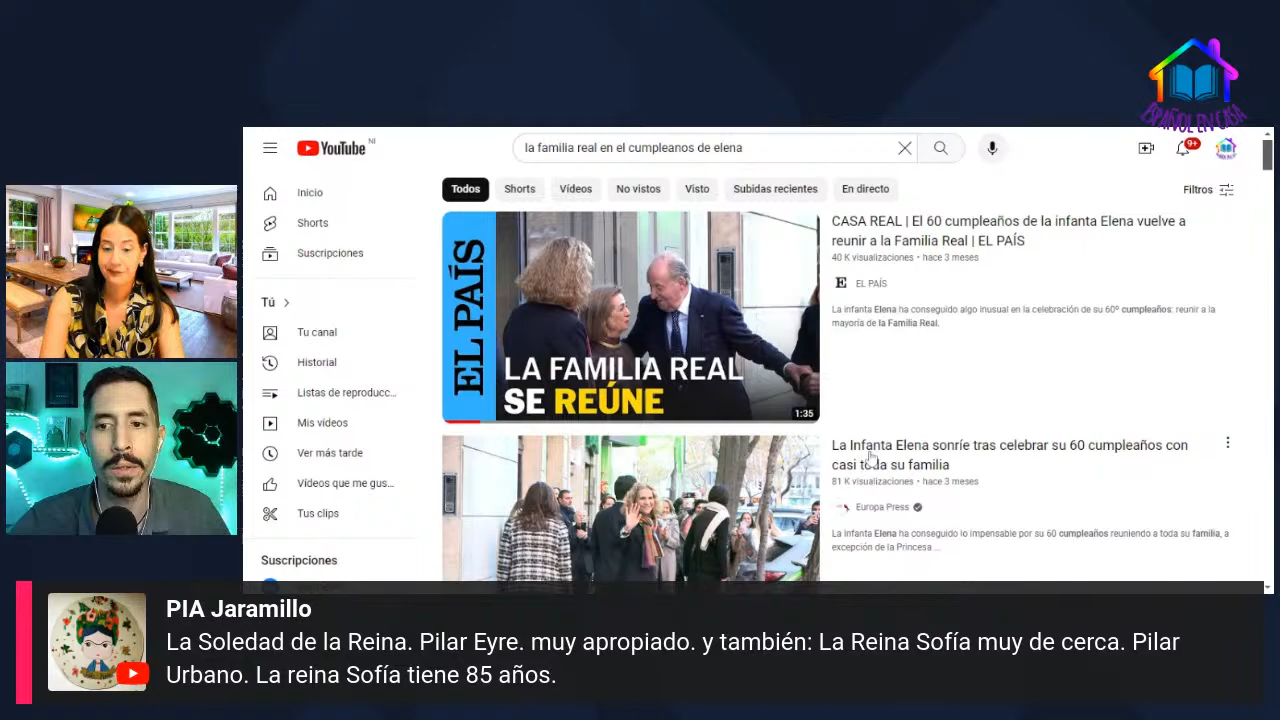 ESPAÑOL EN CASA
YouTube NI
la familia real en el cumpleanos de elena
9+
Todos
Shorts
Vídeos
No vistos
Visto
Subidas recientes
En directo
Filtros
Inicio
Shorts
Suscripciones
Tú
Tu canal
Historial
Listas de reproducc...
Mis vídeos
Ver más tarde
Vídeos que me gus...
Tus clips
Suscripciones
EL PAÍS
LA FAMILIA REAL
SE REÚNE
1:35
CASA REAL | El 60 cumpleaños de la infanta Elena vuelve a
reunir a la Familia Real | EL PAÍS
40 K visualizaciones • hace 3 meses
E EL PAÍS
La infanta Elena ha conseguido algo inusual en la celebración de su 60º cumpleaños: reunir a la
mayoría de la Familia Real.
La Infanta Elena sonríe tras celebrar su 60 cumpleaños con
casi toda su familia
81 K visualizaciones • hace 3 meses
Europa Press
La infanta Elena ha conseguido lo impensable por su 60 cumpleaños reuniendo a toda su familia, a
excepción de la Princesa ...
PIA Jaramillo
La Soledad de la Reina. Pilar Eyre. muy apropiado. y también: La Reina Sofía muy de cerca. Pilar
Urbano. La reina Sofía tiene 85 años.